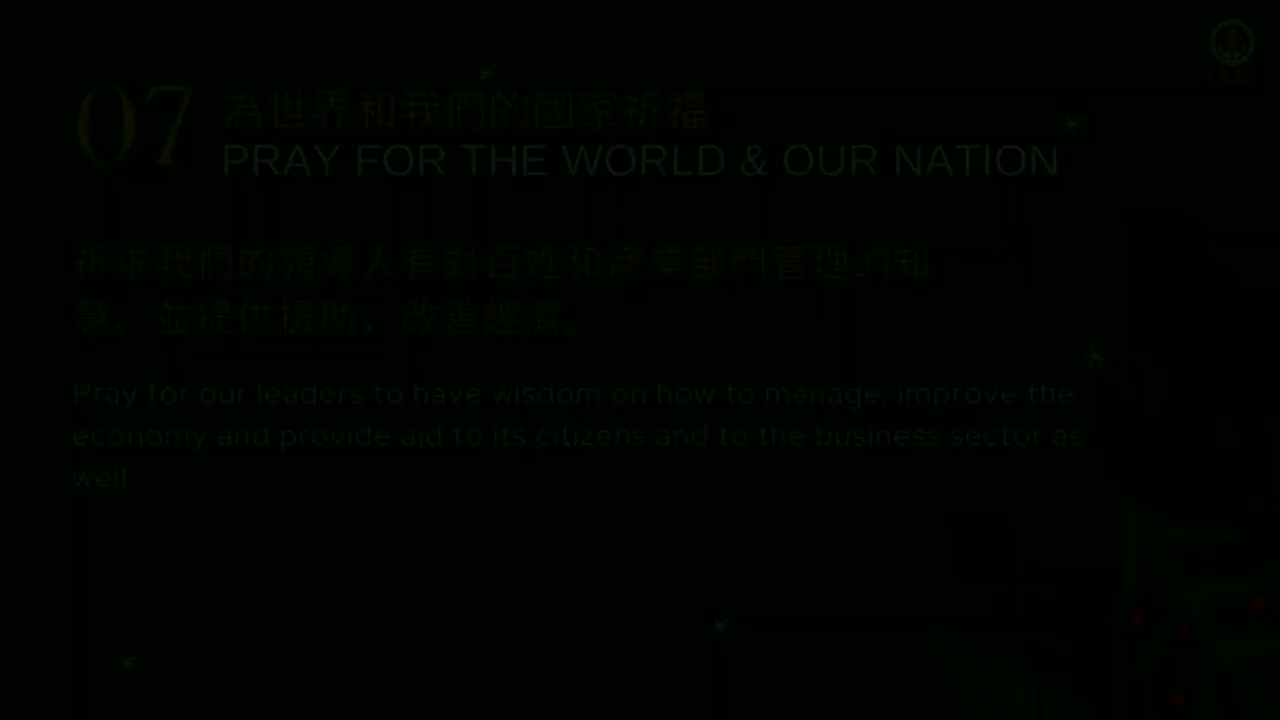 07
為世界和我們的國家祈福
PRAY FOR THE WORLD & OUR NATION
祈求我們的領導人有對百姓和商業部門管理的知
慧、並提供援助，改善經濟。
Pray for our leaders to have wisdom on how to manage, improve the
economy and provide aid to its citizens and to the business sector as
well